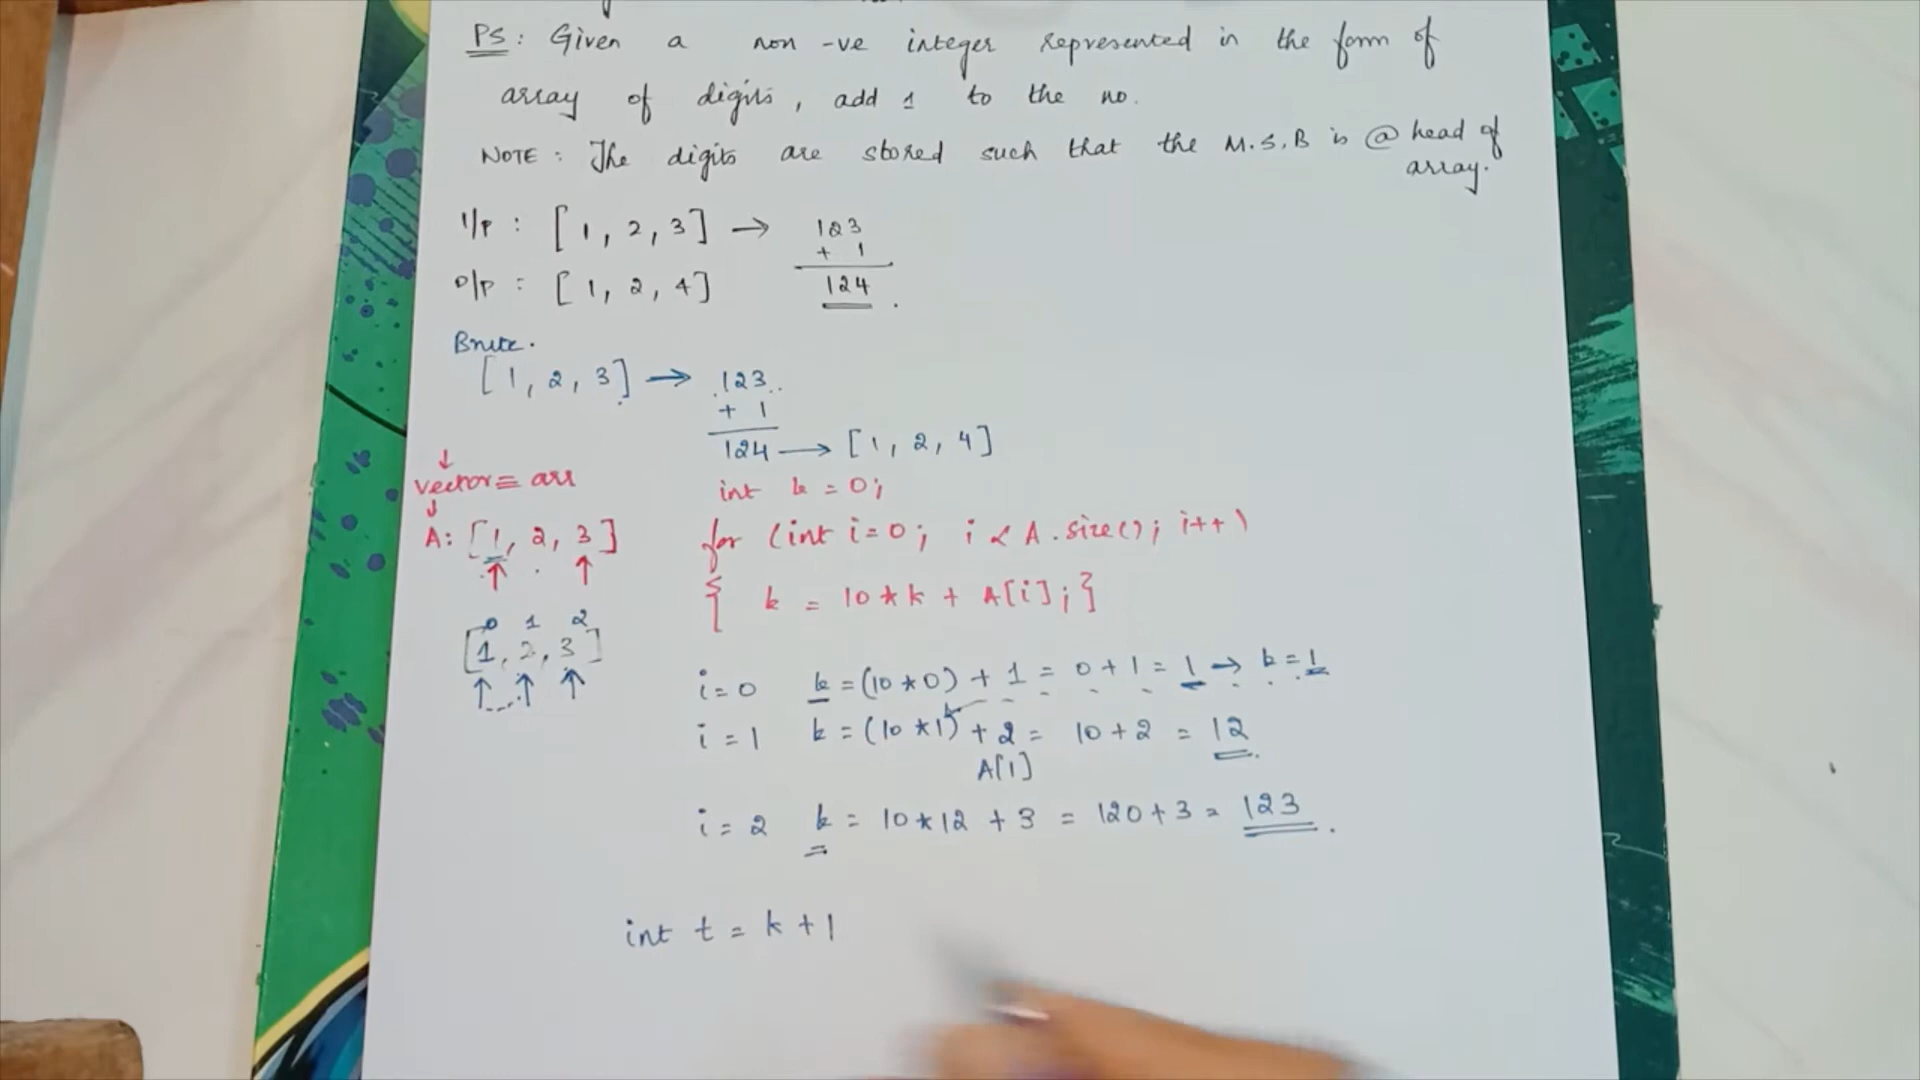 PS: Given a non -ve integer represented in the form of
array of digits, add 1 to the no.
NOTE: The digits are stored such that the M.S.B is @ head of
array.
I/P : [1, 2, 3] → 123
+ 1
O/P : [1, 2, 4] 124.
Brute.
[1, 2, 3] → 123
+ 1
124 → [1, 2, 4]
vector ≡ arr
int k = 0;
A: [1, 2, 3]
for (int i=0; i < A.size(); i++)
{ k = 10*k + A[i];}
0 1 2
[1, 2, 3]
i=0 k=(10*0) + 1 = 0+1 = 1 → k=1
i=1 k=(10*1) + 2 = 10+2 = 12.
A[1]
i=2 k = 10*12 + 3 = 120+3 = 123.
int t = k+1